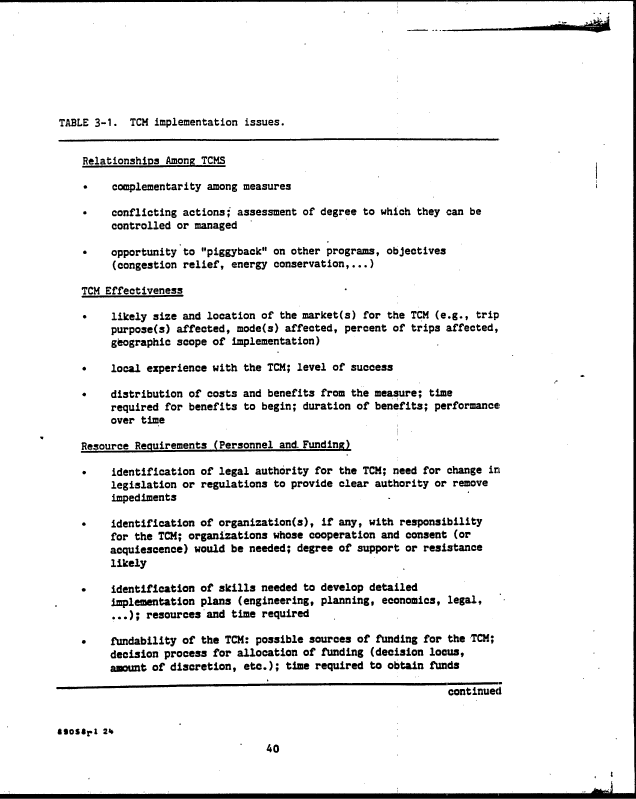 TABLE 3-1. TCM implementation issues.
Relationships Among TCMS
• complementarity among measures
• conflicting actions; assessment of degree to which they can be
controlled or managed
• opportunity to "piggyback" on other programs, objectives
(congestion relief, energy conservation,...)
TCM Effectiveness
• likely size and location of the market(s) for the TCM (e.g., trip
purpose(s) affected, mode(s) affected, percent of trips affected,
geographic scope of implementation)
• local experience with the TCM; level of success
• distribution of costs and benefits from the measure; time
required for benefits to begin; duration of benefits; performance
over time
Resource Requirements (Personnel and Funding)
• identification of legal authority for the TCM; need for change in
legislation or regulations to provide clear authority or remove
impediments
• identification of organization(s), if any, with responsibility
for the TCM; organizations whose cooperation and consent (or
acquiescence) would be needed; degree of support or resistance
likely
• identification of skills needed to develop detailed
implementation plans (engineering, planning, economics, legal,
...); resources and time required
• fundability of the TCM: possible sources of funding for the TCM;
decision process for allocation of funding (decision locus,
amount of discretion, etc.); time required to obtain funds
continued
89058r1 24
40